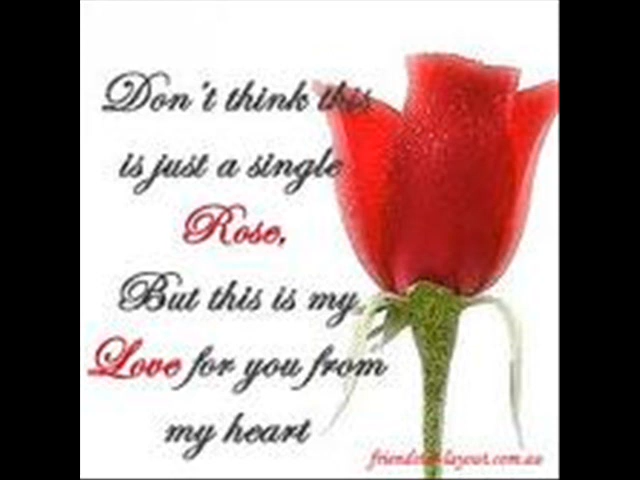 Don't think this
is just a single
Rose,
But this is my
Love for you from
my heart